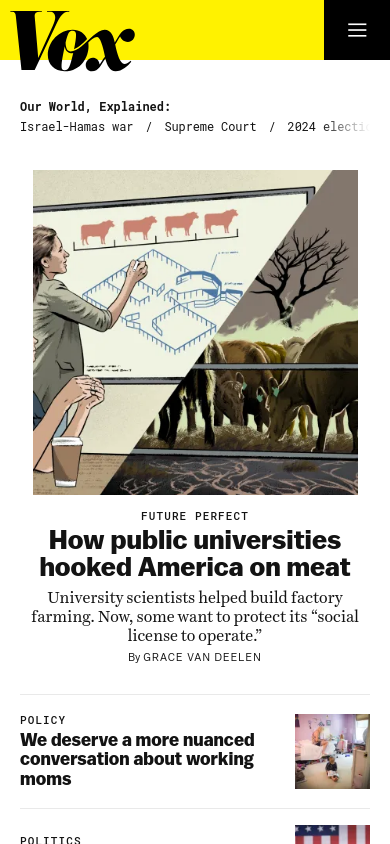 Vox
Our World, Explained:
Israel-Hamas war / Supreme Court / 2024 electi
FUTURE PERFECT
How public universities
hooked America on meat
University scientists helped build factory
farming. Now, some want to protect its “social
license to operate.”
By GRACE VAN DEELEN
POLICY
We deserve a more nuanced
conversation about working
moms
POLITICS